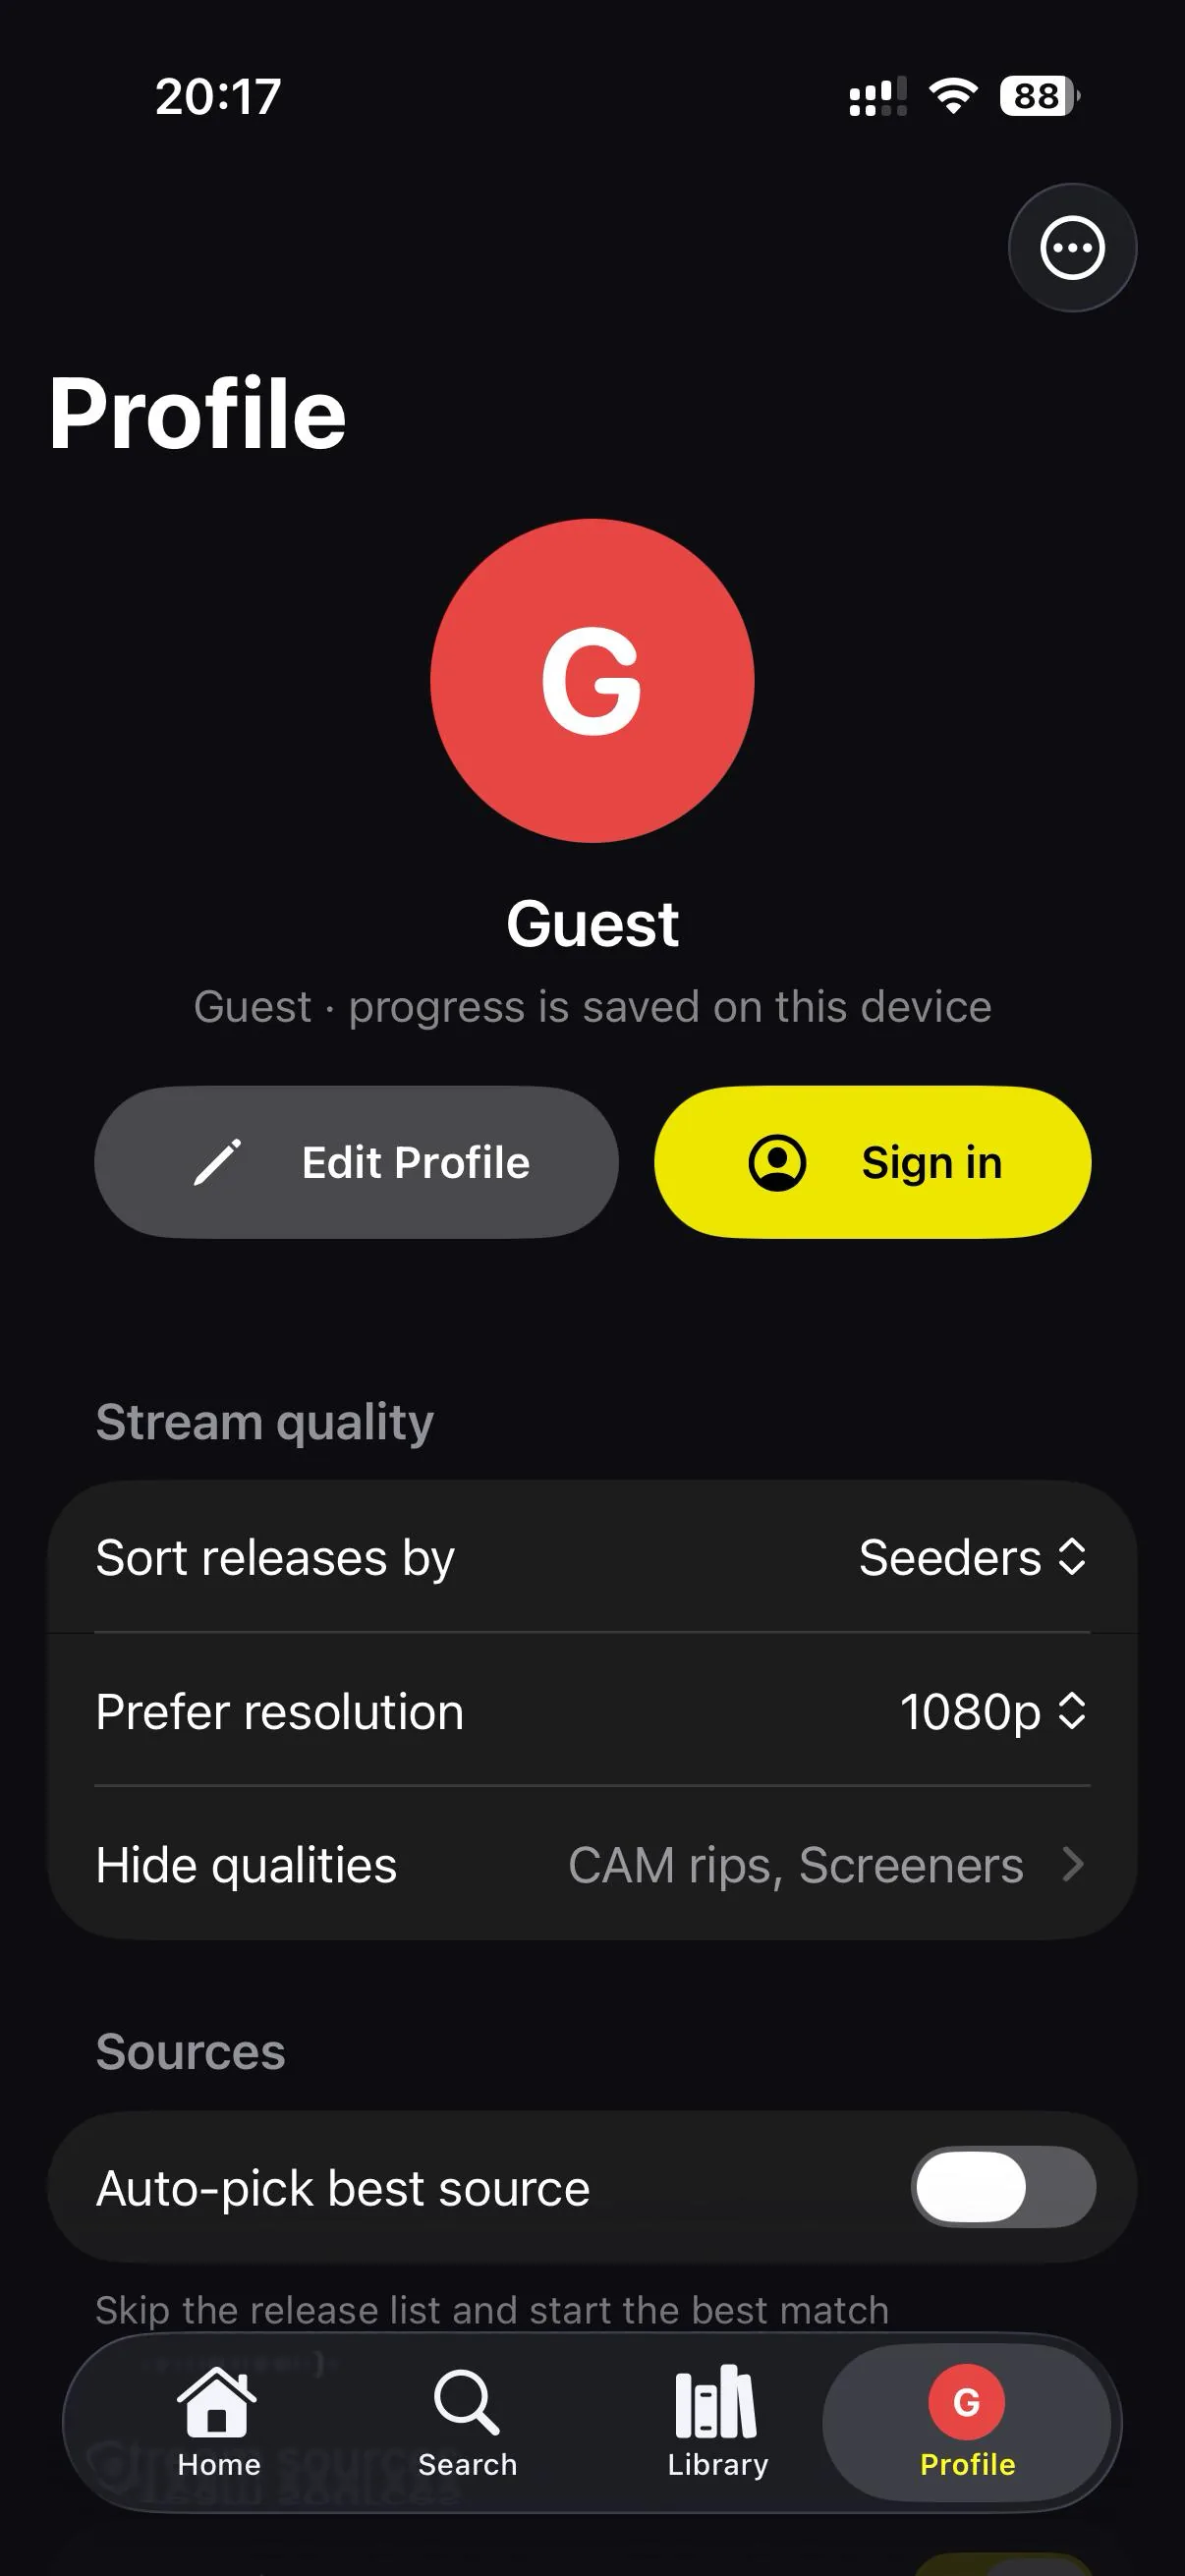 20:17
88
Profile
G
Guest
Guest · progress is saved on this device
Edit Profile
Sign in
Stream quality
Sort releases by
Seeders
Prefer resolution
1080p
Hide qualities
CAM rips, Screeners
Sources
Auto-pick best source
Skip the release list and start the best match
Home
Search
Library
G
Profile